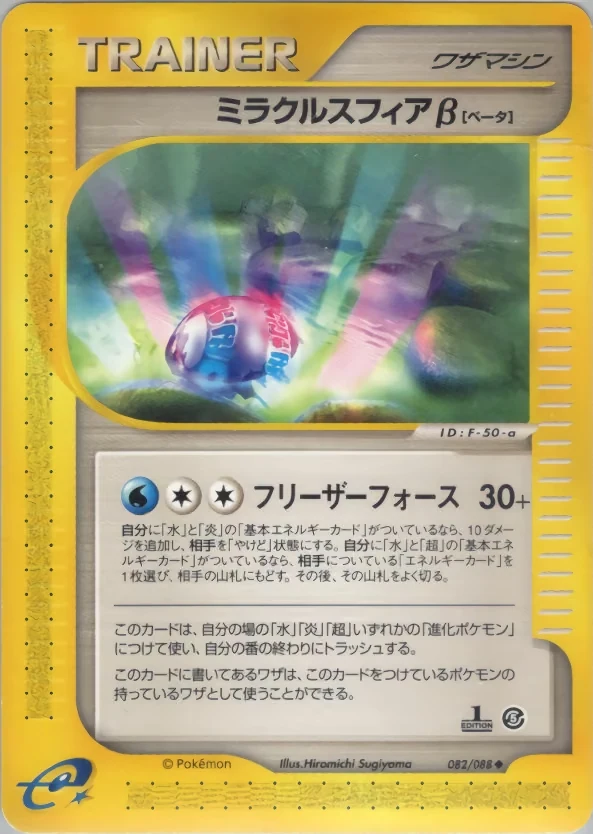 TRAINER
ワザマシン
ミラクルスフィアβ[ベータ]
ID:F-50-a
フリーザーフォース 30+
自分に「水」と「炎」の「基本エネルギーカード」がついているなら、10ダメー
ジを追加し、相手を「やけど」状態にする。自分に「水」と「超」の「基本エネ
ルギーカード」がついているなら、相手についている「エネルギーカード」を
1枚選び、相手の山札にもどす。その後、その山札をよく切る。
このカードは、自分の場の「水」「炎」「超」いずれかの「進化ポケモン」
につけて使い、自分の番の終わりにトラッシュする。
このカードに書いてあるワザは、このカードをつけているポケモンの
持っているワザとして使うことができる。
1
EDITION
5
© Pokémon
Illus.Hiromichi Sugiyama
082/088◆
e